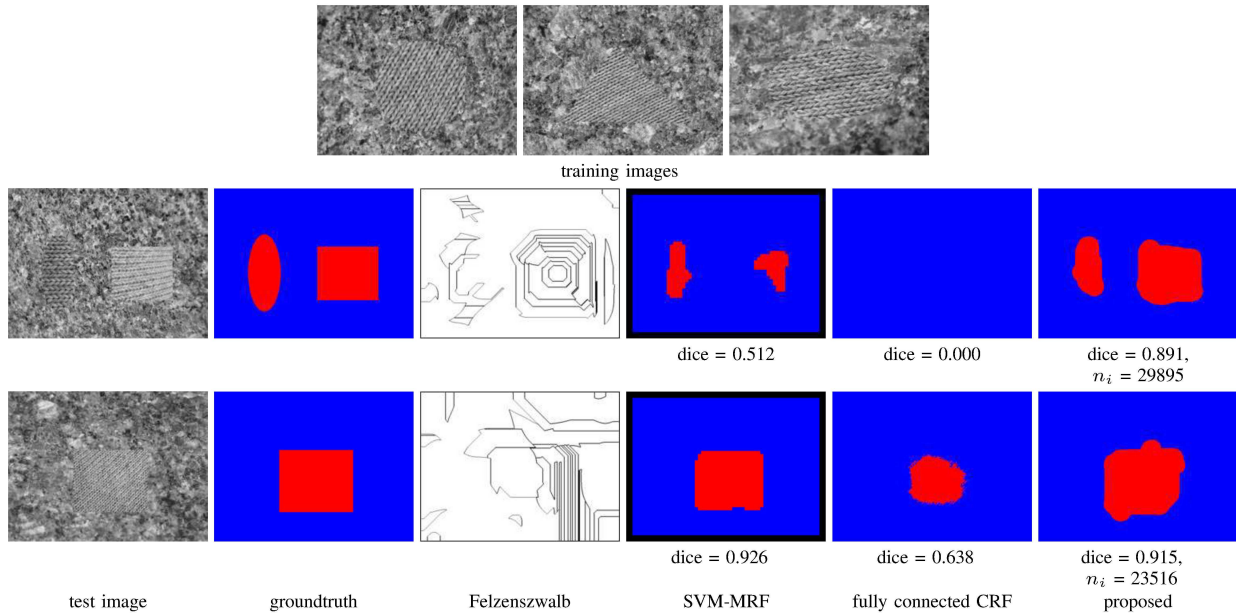 training images
dice = 0.512
dice = 0.000
dice = 0.891,
n_i = 29895
dice = 0.926
dice = 0.638
dice = 0.915,
n_i = 23516
test image
groundtruth
Felzenszwalb
SVM-MRF
fully connected CRF
proposed